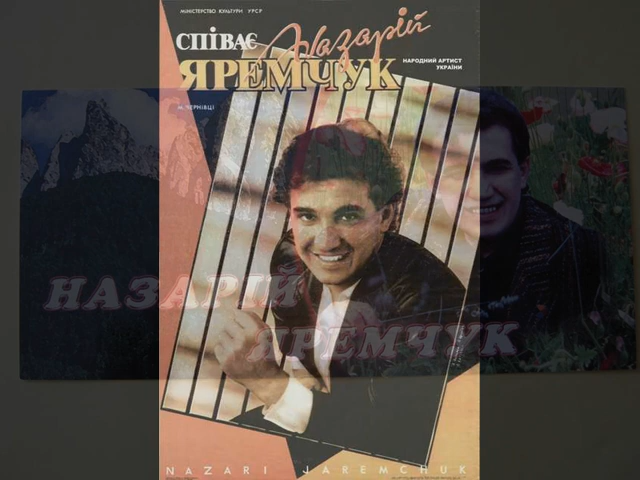 МІНІСТЕРСТВО КУЛЬТУРИ УРСР
СПІВАЄ Назарій
ЯРЕМЧУК
НАРОДНИЙ АРТИСТ
УКРАЇНИ
М. ЧЕРНІВЦІ
НАЗАРІЙ
ЯРЕМЧУК
NAZARI JAREMCHUK